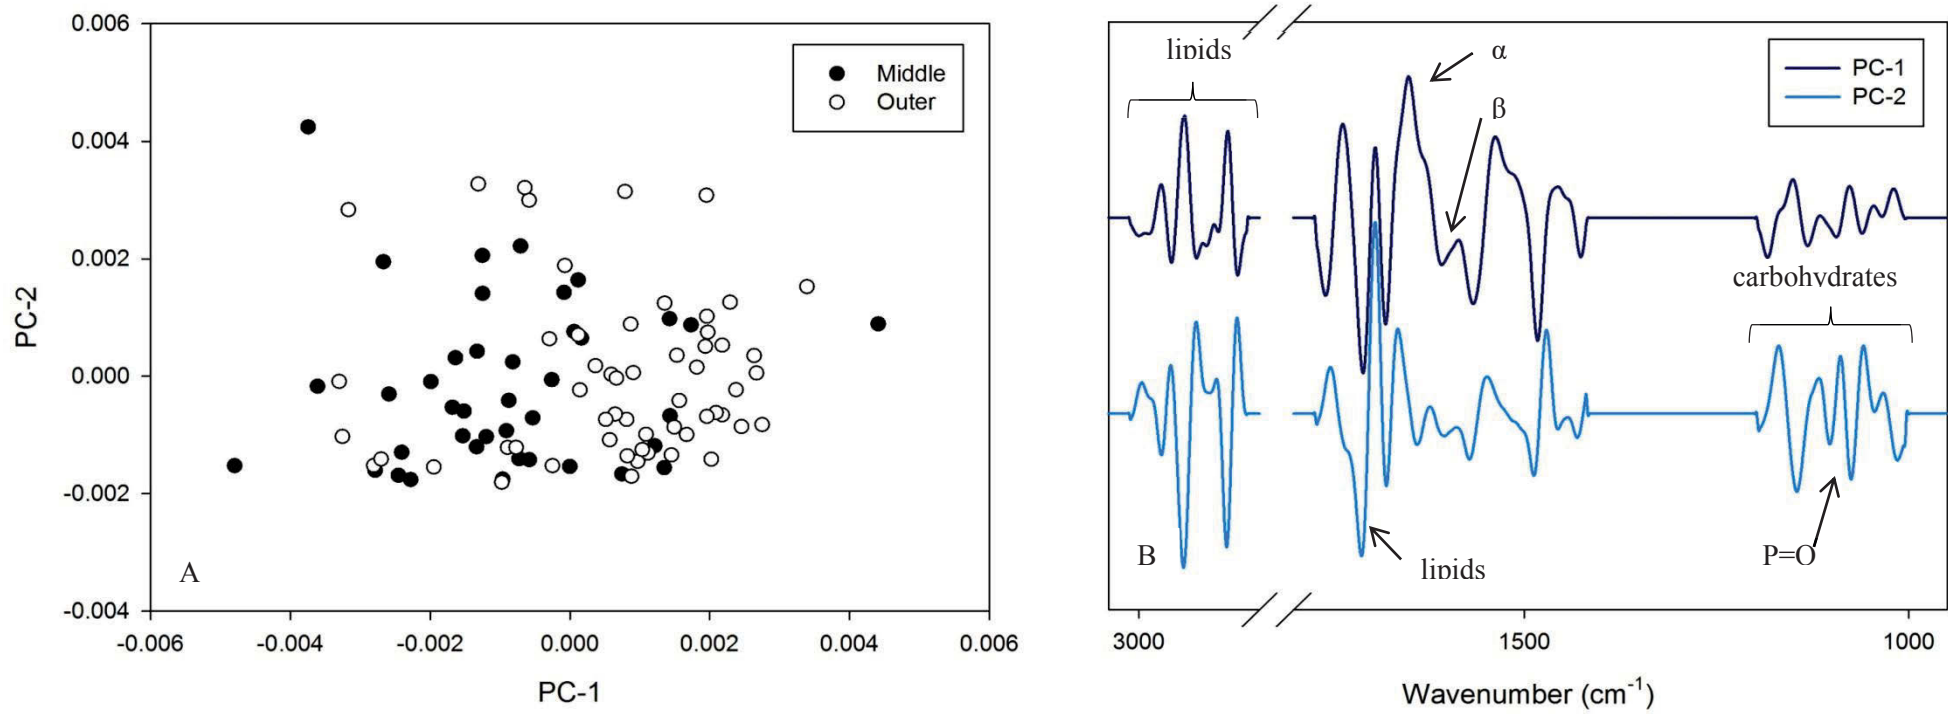 0.006
0.004
0.002
0.000
-0.002
-0.004
-0.006
-0.004
-0.002
0.000
0.002
0.004
0.006
PC-2
PC-1
Middle
Outer
A
lipids
α
β
PC-1
PC-2
carbohydrates
B
lipids
P=O
3000
1500
1000
Wavenumber (cm⁻¹)